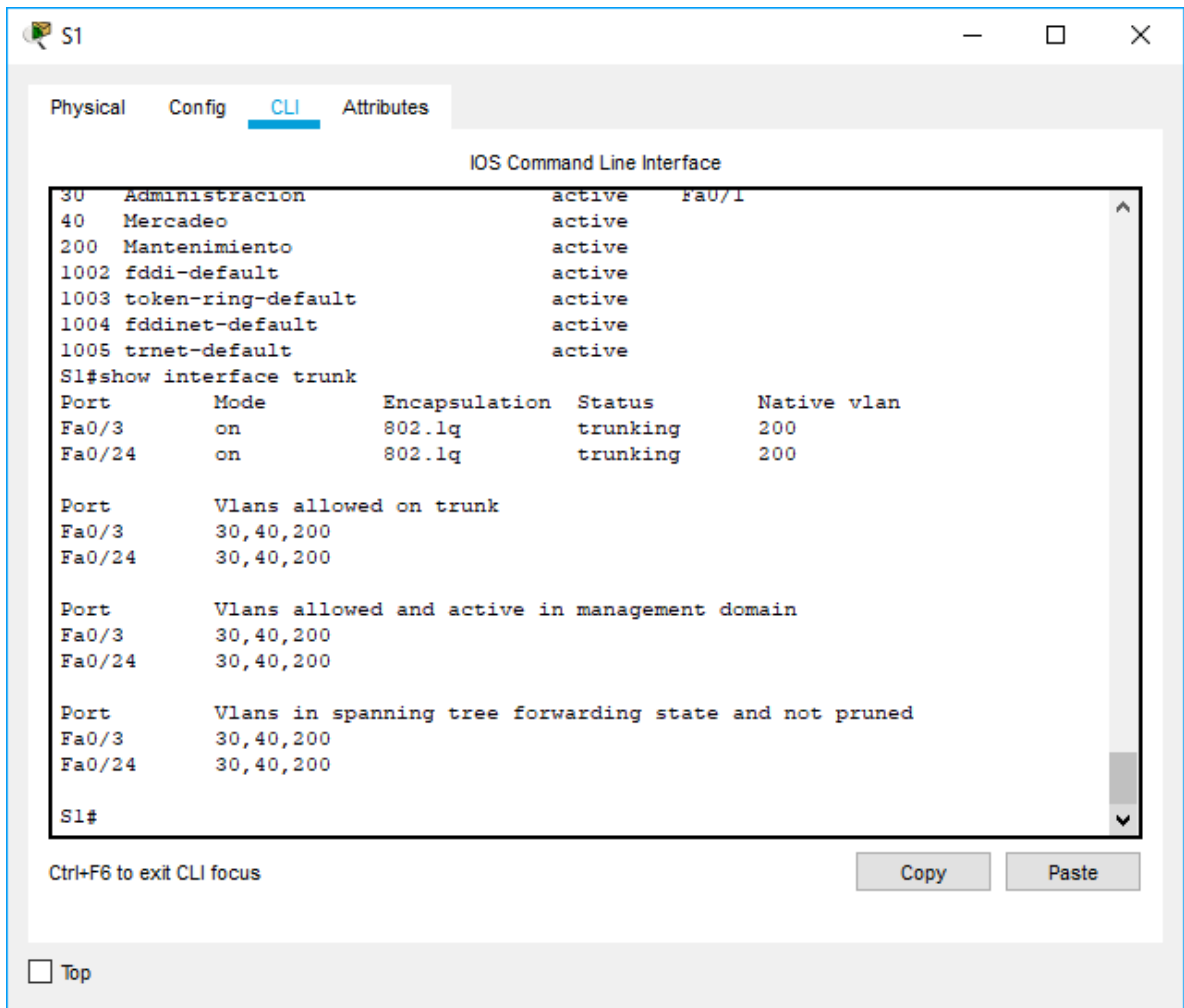 S1
Physical Config CLI Attributes
IOS Command Line Interface
30 Administracion active Fa0/1
40 Mercadeo active
200 Mantenimiento active
1002 fddi-default active
1003 token-ring-default active
1004 fddinet-default active
1005 trnet-default active
S1#show interface trunk
Port Mode Encapsulation Status Native vlan
Fa0/3 on 802.1q trunking 200
Fa0/24 on 802.1q trunking 200
Port Vlans allowed on trunk
Fa0/3 30,40,200
Fa0/24 30,40,200
Port Vlans allowed and active in management domain
Fa0/3 30,40,200
Fa0/24 30,40,200
Port Vlans in spanning tree forwarding state and not pruned
Fa0/3 30,40,200
Fa0/24 30,40,200
S1#
Ctrl+F6 to exit CLI focus Copy Paste
Top